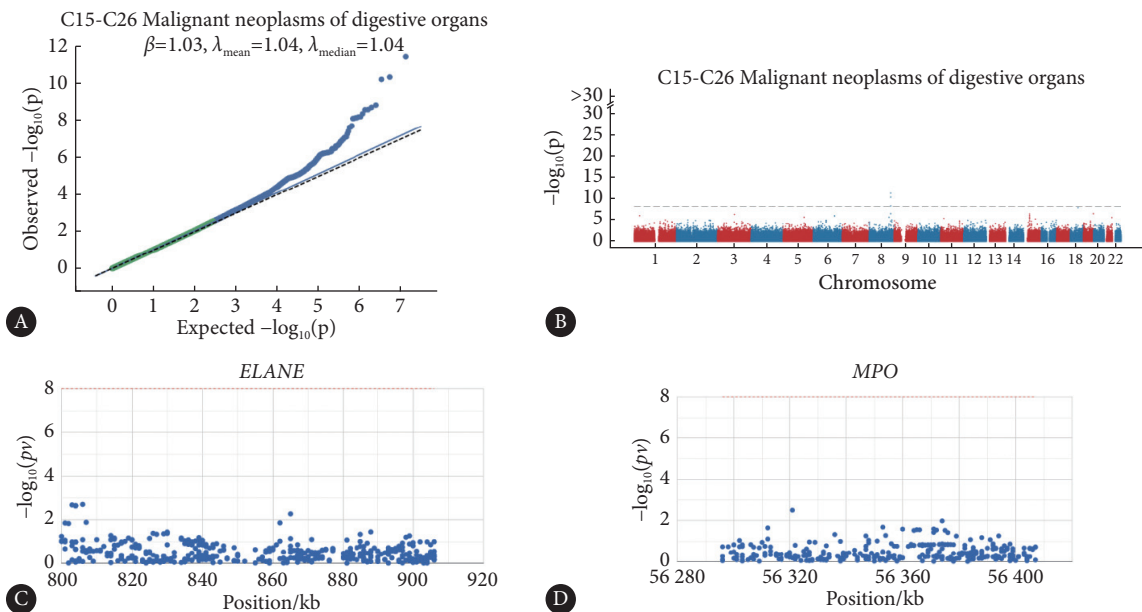 C15-C26 Malignant neoplasms of digestive organs
β=1.03, λmean=1.04, λmedian=1.04
12
10
8
6
4
2
0
Observed −log10(p)
0 1 2 3 4 5 6 7
Expected −log10(p)
A
C15-C26 Malignant neoplasms of digestive organs
>30
30
25
20
15
10
5
0
−log10(p)
1 2 3 4 5 6 7 8 9 10 11 12 13 14 16 18 20 22
Chromosome
B
ELANE
8
6
4
2
0
−log10(pv)
800 820 840 860 880 900 920
Position/kb
C
MPO
8
6
4
2
0
−log10(pv)
56 280 56 320 56 360 56 400
Position/kb
D